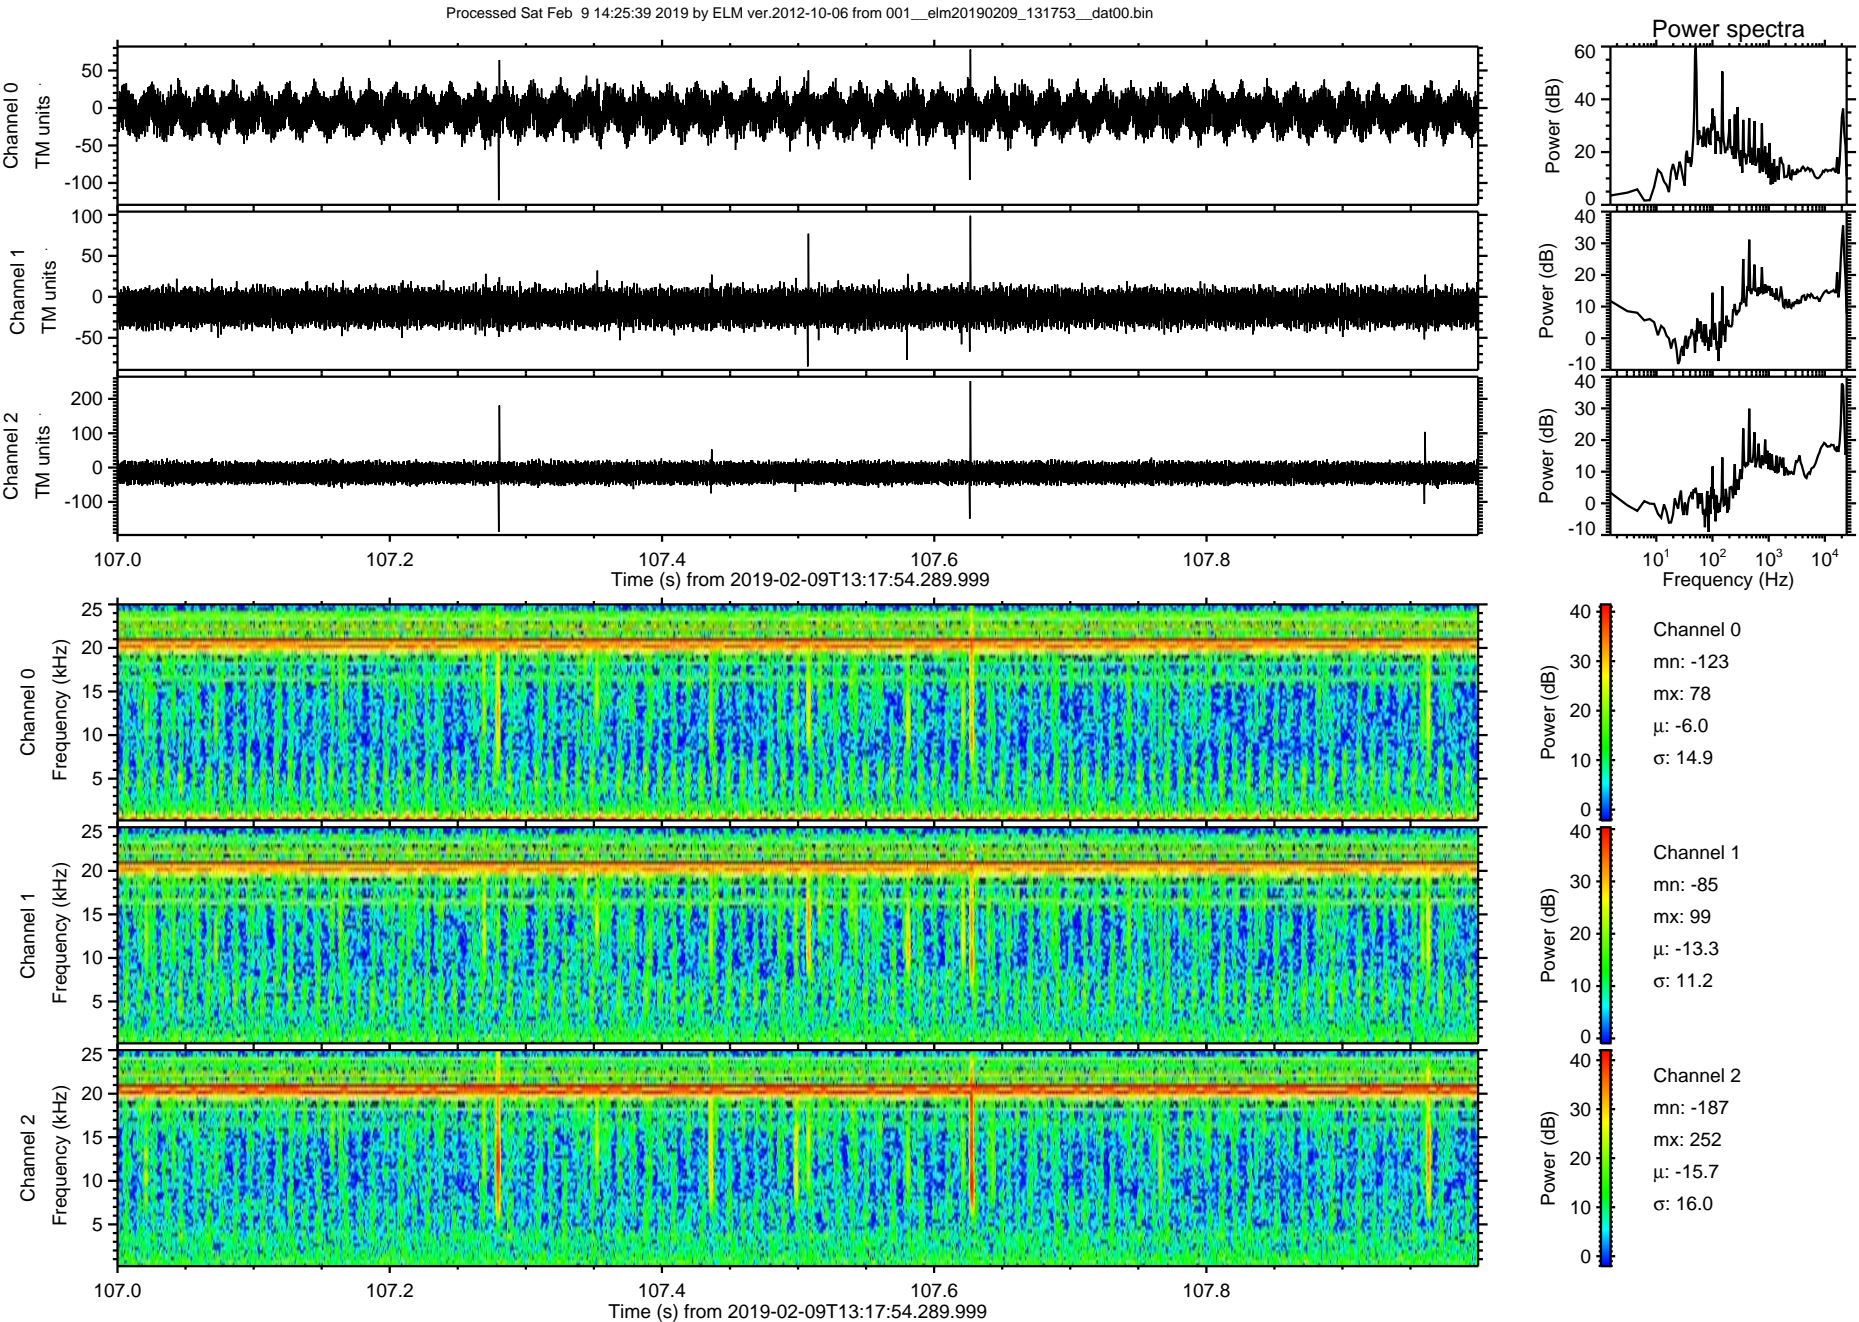 Processed Sat Feb  9 14:25:39 2019 by ELM ver.2012-10-06 from 001__elm20190209_131753__dat00.bin
Power spectra
Channel 0
TM units
50
0
-50
-100
Power (dB)
60
40
20
0
Channel 1
TM units
100
50
0
-50
Power (dB)
40
30
20
10
0
-10
Channel 2
TM units
200
100
0
-100
Power (dB)
40
30
20
10
0
-10
107.0 107.2 107.4 107.6 107.8
Time (s) from 2019-02-09T13:17:54.289.999
10^1 10^2 10^3 10^4
Frequency (Hz)
Channel 0
Frequency (kHz)
25
20
15
10
5
Power (dB)
40
30
20
10
0
Channel 0
mn: -123
mx: 78
μ: -6.0
σ: 14.9
Channel 1
Frequency (kHz)
25
20
15
10
5
Power (dB)
40
30
20
10
0
Channel 1
mn: -85
mx: 99
μ: -13.3
σ: 11.2
Channel 2
Frequency (kHz)
25
20
15
10
5
Power (dB)
40
30
20
10
0
Channel 2
mn: -187
mx: 252
μ: -15.7
σ: 16.0
107.0 107.2 107.4 107.6 107.8
Time (s) from 2019-02-09T13:17:54.289.999